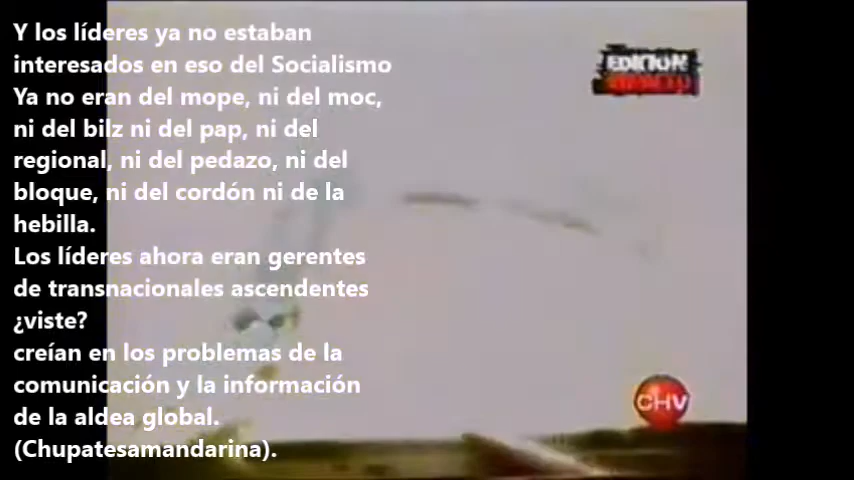 Y los líderes ya no estaban
interesados en eso del Socialismo
Ya no eran del mope, ni del moc,
ni del bilz ni del pap, ni del
regional, ni del pedazo, ni del
bloque, ni del cordón ni de la
hebilla.
Los líderes ahora eran gerentes
de transnacionales ascendentes
¿viste?
creían en los problemas de la
comunicación y la información
de la aldea global.
(Chupatesamandarina).
EDICION
CHV